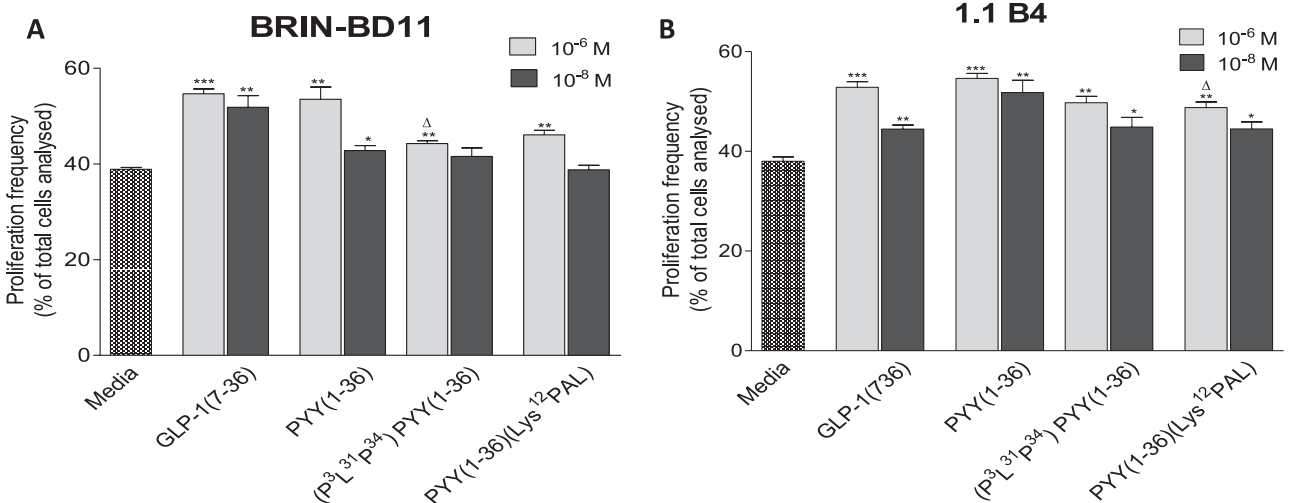 A
BRIN-BD11
10⁻⁶ M
10⁻⁸ M
Proliferation frequency
(% of total cells analysed)
60
40
20
0
***
**
**
*
Δ
**
**
Media
GLP-1(7-36)
PYY(1-36)
(P³L³¹P³⁴) PYY(1-36)
PYY(1-36)(Lys¹²PAL)
B
1.1 B4
10⁻⁶ M
10⁻⁸ M
Proliferation frequency
(% of total cells analysed)
60
40
20
0
***
**
***
**
**
*
Δ
**
*
Media
GLP-1(736)
PYY(1-36)
(P³L³¹P³⁴) PYY(1-36)
PYY(1-36)(Lys¹²PAL)